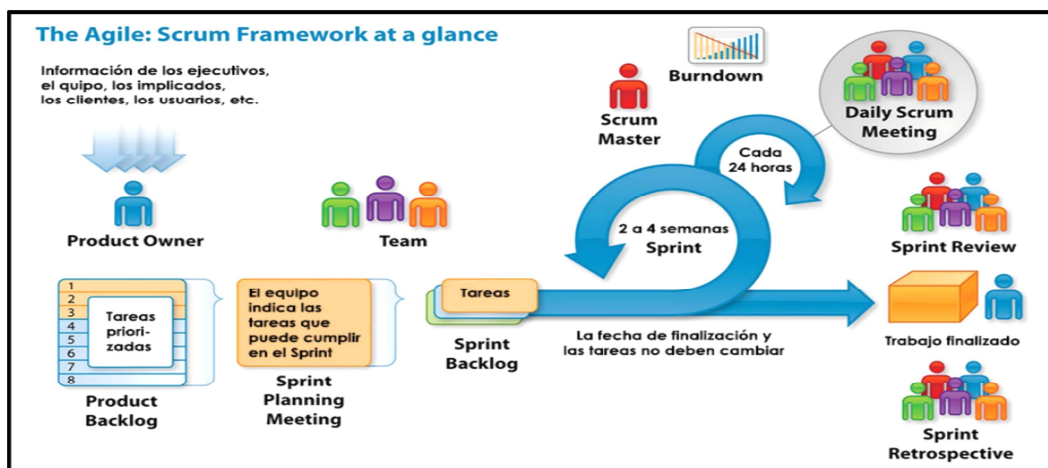 The Agile: Scrum Framework at a glance
Información de los ejecutivos,
el quipo, los implicados,
los clientes, los usuarios, etc.
Product Owner
Team
Scrum
Master
Burndown
Daily Scrum
Meeting
Cada
24 horas
2 a 4 semanas
Sprint
Sprint Review
1
2
3
4
5
6
7
8
Tareas
priori-
zadas
Product
Backlog
El equipo
indica las
tareas que
puede cumplir
en el Sprint
Sprint
Planning
Meeting
Tareas
Sprint
Backlog
La fecha de finalización y
las tareas no deben cambiar
Trabajo finalizado
Sprint
Retrospective